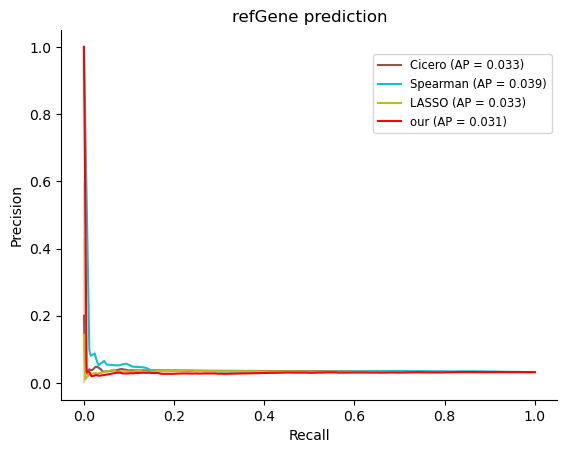 refGene prediction
1.0
0.8
0.6
0.4
0.2
0.0
Precision
Cicero (AP = 0.033)
Spearman (AP = 0.039)
LASSO (AP = 0.033)
our (AP = 0.031)
0.0 0.2 0.4 0.6 0.8 1.0
Recall